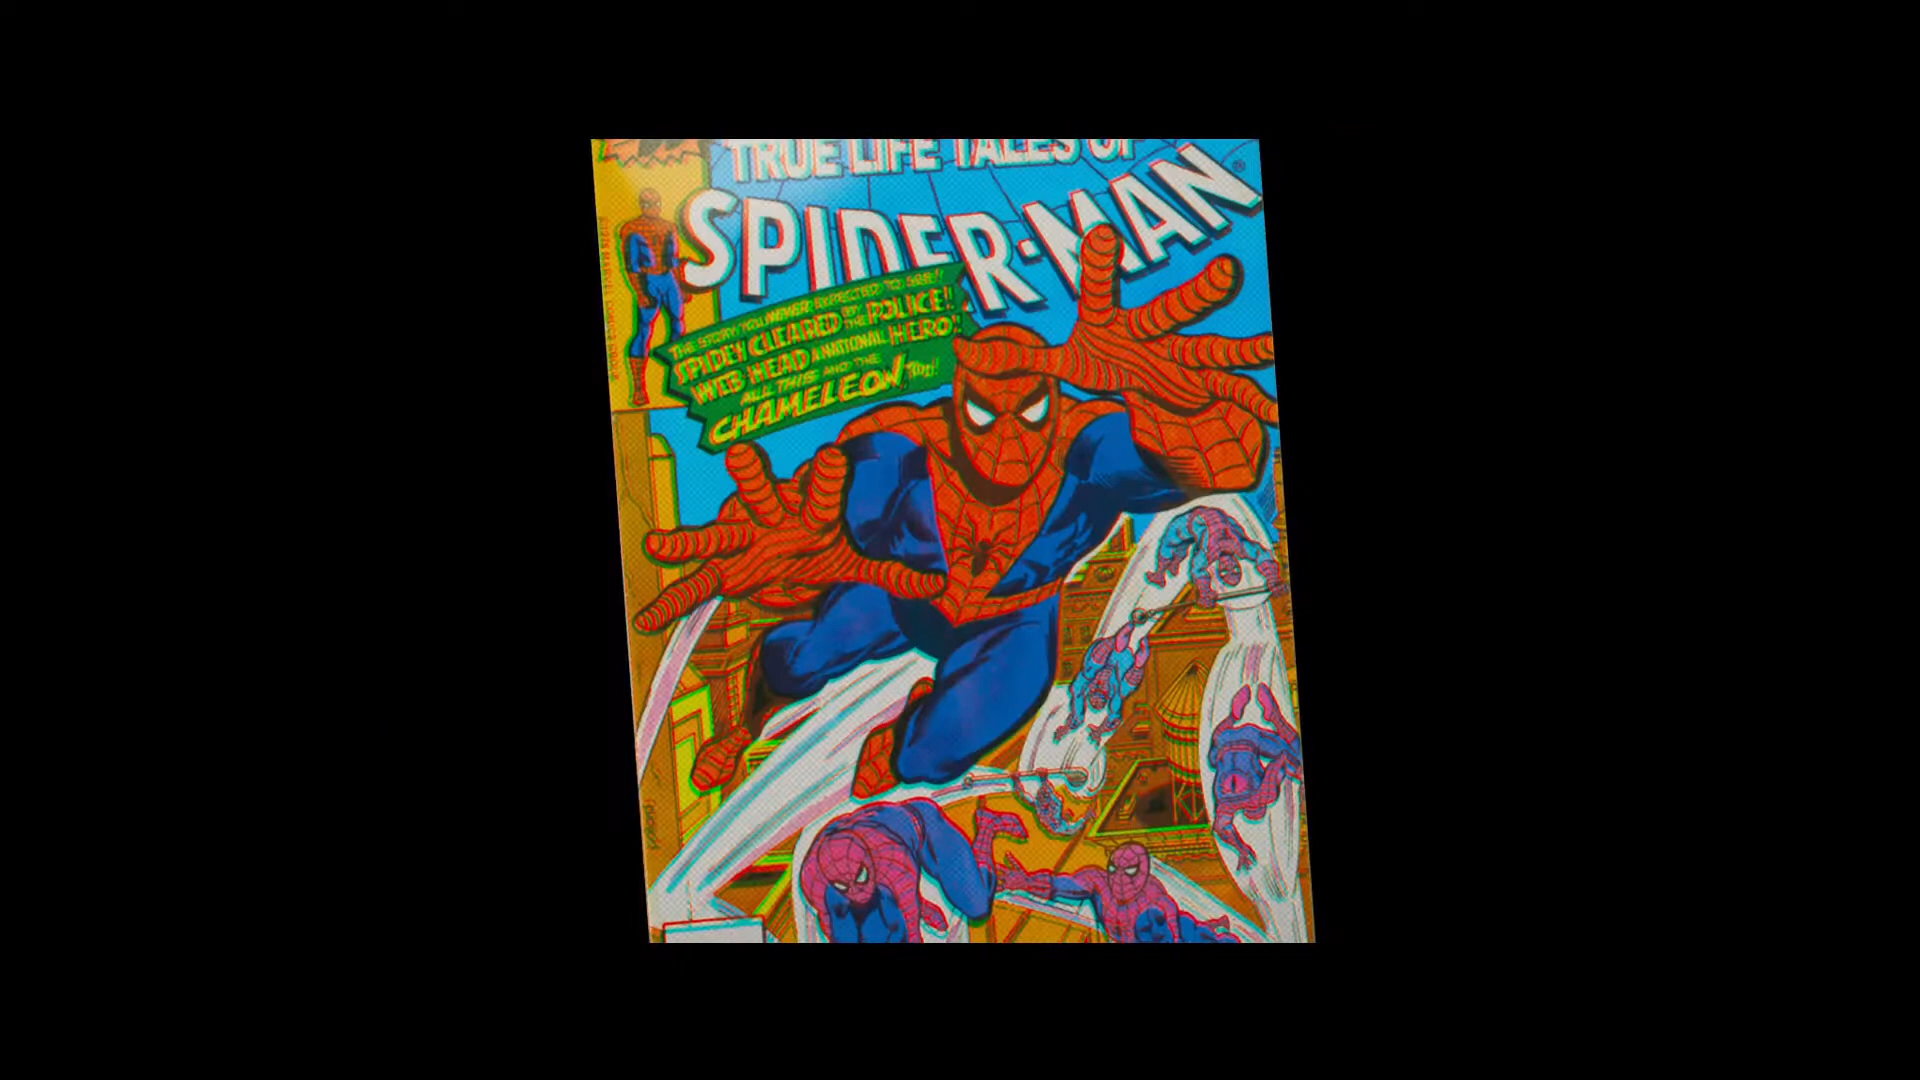 TRUE LIFE TALES OF
SPIDER-MAN®
THE STORY YOU NEVER EXPECTED TO SEE!!
SPIDEY CLEARED BY THE POLICE!!
WEB-HEAD A NATIONAL HERO!!
ALL THIS AND THE
CHAMELEON, TOO!!